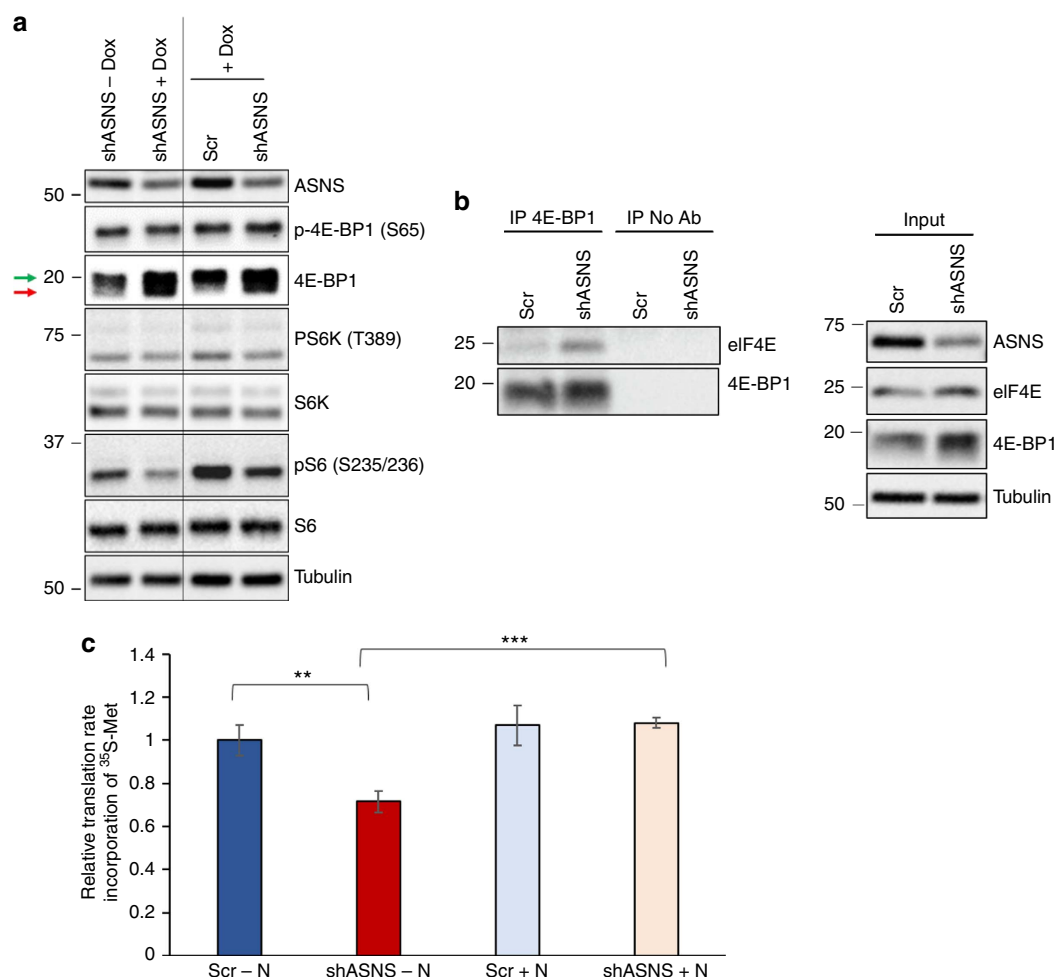 a
shASNS – Dox
shASNS + Dox
+ Dox
Scr
shASNS
50
ASNS
p-4E-BP1 (S65)
20
4E-BP1
75
PS6K (T389)
S6K
37
pS6 (S235/236)
S6
50
Tubulin
b
IP 4E-BP1
IP No Ab
Scr
shASNS
Scr
shASNS
25
eIF4E
20
4E-BP1
Input
Scr
shASNS
75
ASNS
25
eIF4E
20
4E-BP1
50
Tubulin
c
Relative translation rate
incorporation of ³⁵S-Met
1.4
1.2
1
0.8
0.6
0.4
0.2
0
**
***
Scr – N
shASNS – N
Scr + N
shASNS + N